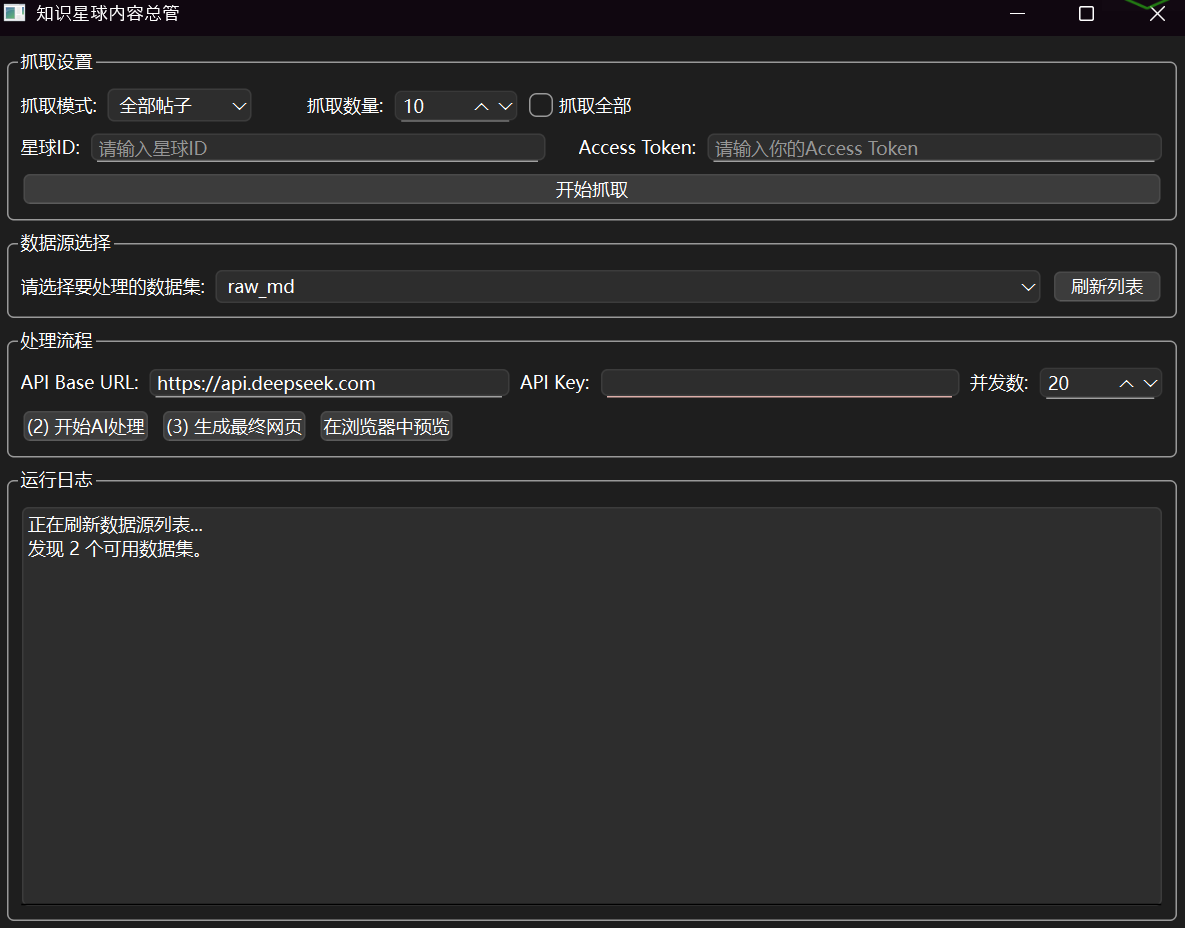 知识星球内容总管
抓取设置
抓取模式: 全部帖子 抓取数量: 10 抓取全部
星球ID: 请输入星球ID Access Token: 请输入你的Access Token
开始抓取
数据源选择
请选择要处理的数据集: raw_md 刷新列表
处理流程
API Base URL: https://api.deepseek.com API Key: 并发数: 20
(2) 开始AI处理 (3) 生成最终网页 在浏览器中预览
运行日志
正在刷新数据源列表...
发现 2 个可用数据集。